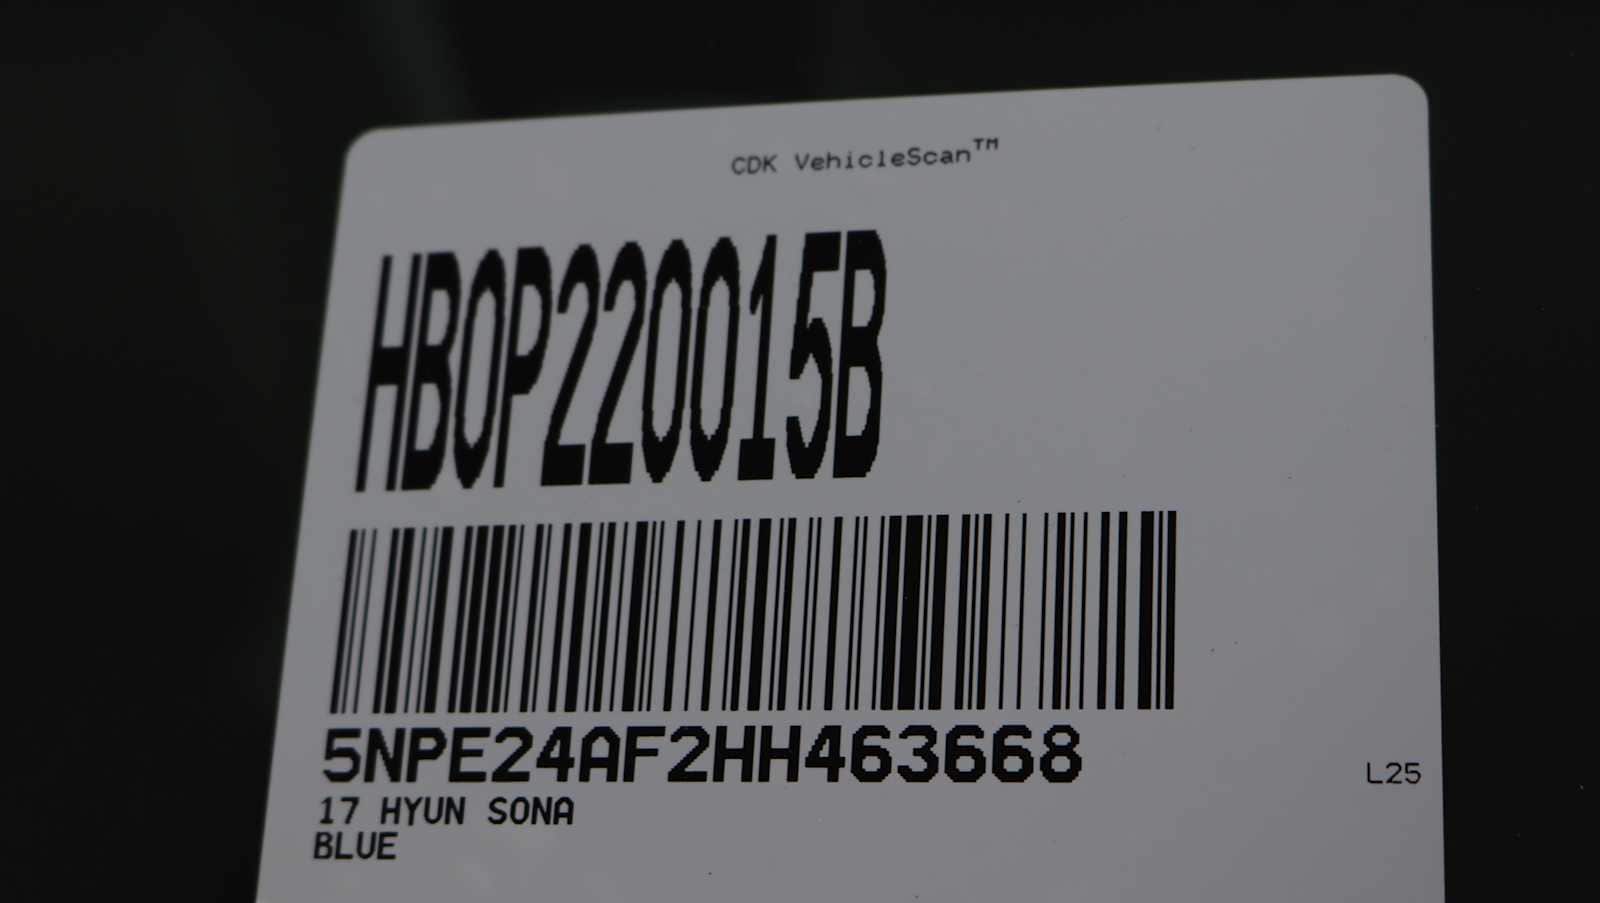 CDK VehicleScan™
HBOP220015B
5NPE24AF2HH463668
17 HYUN SONA
BLUE
L25